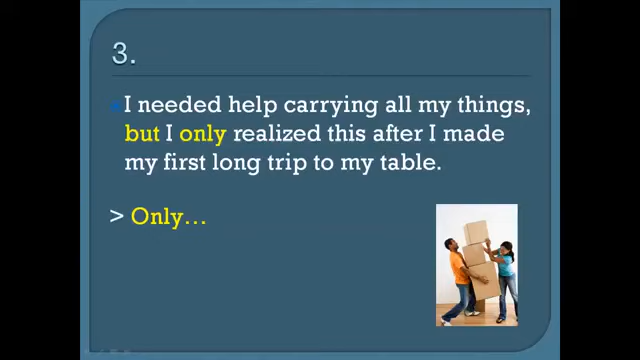 3.
I needed help carrying all my things,
but I only realized this after I made
my first long trip to my table.
> Only…